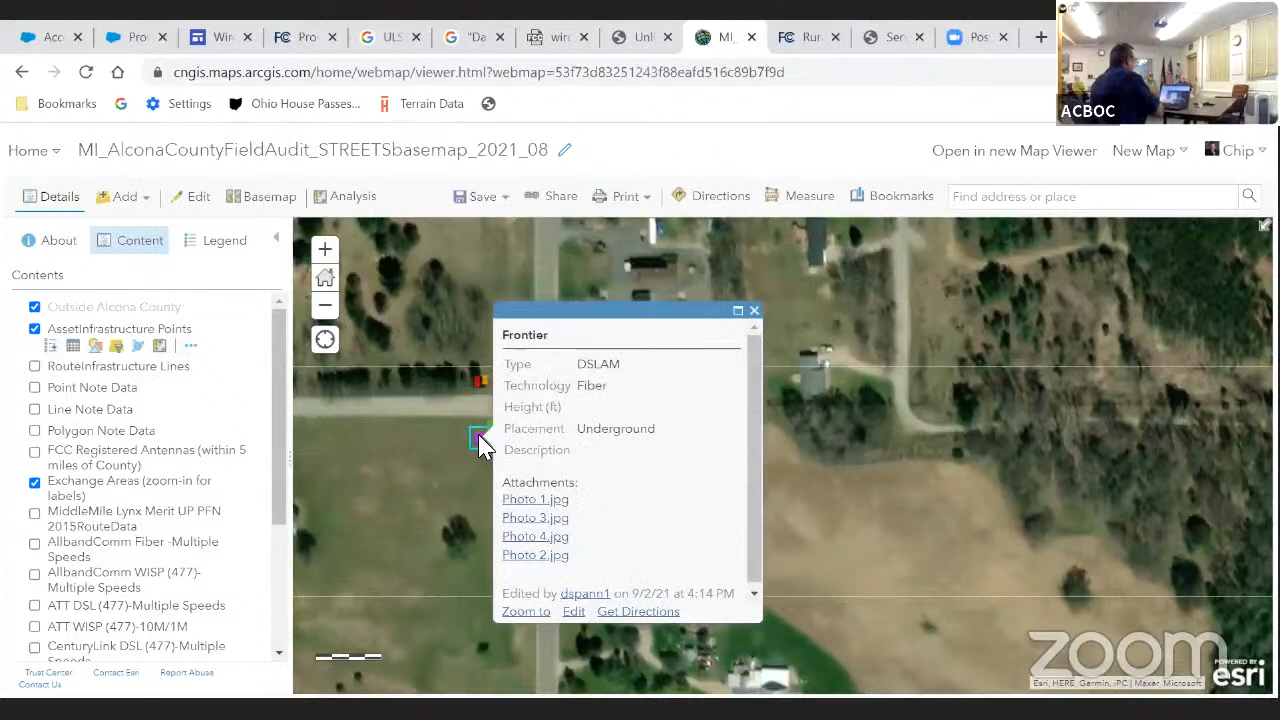 Acc
Pro
Wire
Pro
ULS
"Da
wire
Unli
MI_
Rur
Ser
Pos
cngis.maps.arcgis.com/home/webmap/viewer.html?webmap=53f73d83251243f88eafd516c89b7f9d
Bookmarks
Settings
Ohio House Passes...
Terrain Data
ACBOC
Home
MI_AlconaCountyFieldAudit_STREETSbasemap_2021_08
Open in new Map Viewer
New Map
Chip
Details
Add
Edit
Basemap
Analysis
Save
Share
Print
Directions
Measure
Bookmarks
Find address or place
About
Content
Legend
Contents
Outside Alcona County
AssetInfrastructure Points
RouteInfrastructure Lines
Point Note Data
Line Note Data
Polygon Note Data
FCC Registered Antennas (within 5
miles of County)
Exchange Areas (zoom-in for
labels)
MiddleMile Lynx Merit UP PFN
2015RouteData
AllbandComm Fiber -Multiple
Speeds
AllbandComm WISP (477)-
Multiple Speeds
ATT DSL (477)-Multiple Speeds
ATT WISP (477)-10M/1M
CenturyLink DSL (477)-Multiple
Speeds
Trust Center
Contact Esri
Report Abuse
Contact Us
Frontier
Type DSLAM
Technology Fiber
Height (ft)
Placement Underground
Description
Attachments:
Photo 1.jpg
Photo 3.jpg
Photo 4.jpg
Photo 2.jpg
Edited by dspann1 on 9/2/21 at 4:14 PM
Zoom to Edit Get Directions
zoom
POWERED BY
esri
Esri, HERE, Garmin, iPC | Maxar, Microsoft